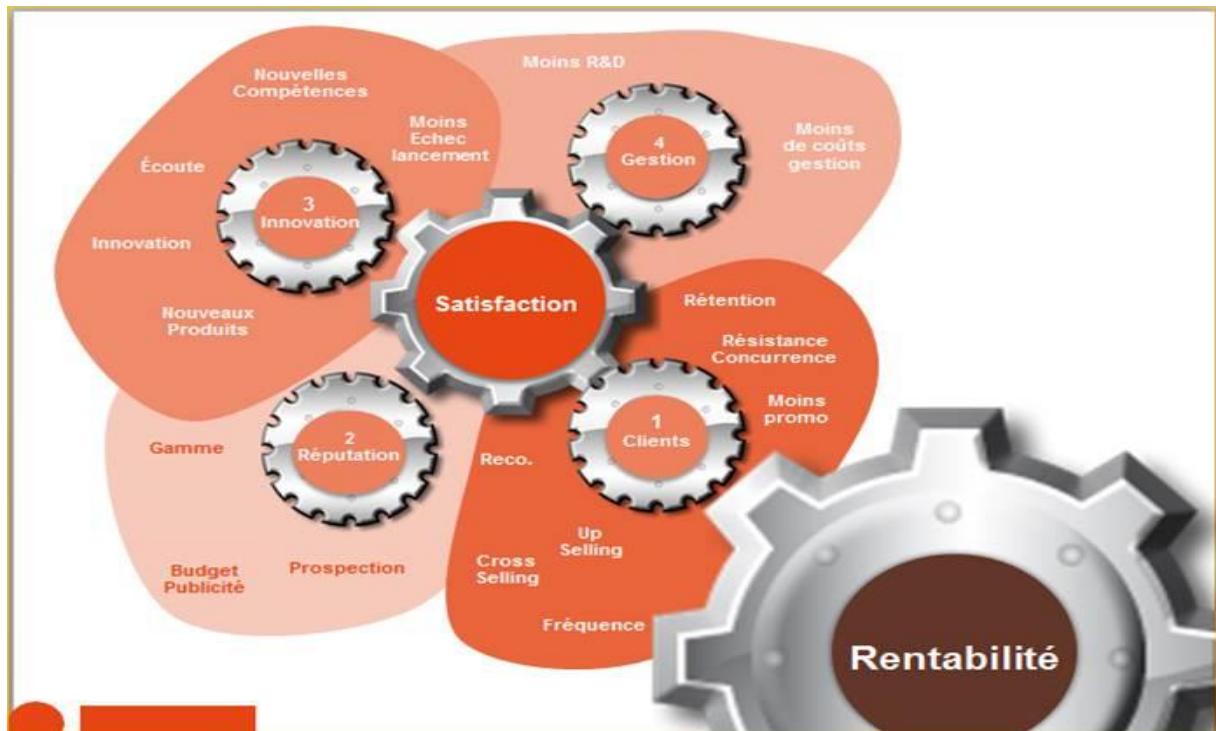 Moins R&D
Nouvelles
Compétences
Moins
Echec
lancement
4
Gestion
Moins
de coûts
gestion
Écoute
3
Innovation
Innovation
Nouveaux
Produits
Satisfaction
Rétention
Résistance
Concurrence
Moins
promo
1
Clients
Reco.
Up
Selling
Cross
Selling
Fréquence
2
Réputation
Gamme
Budget
Publicité
Prospection
Rentabilité